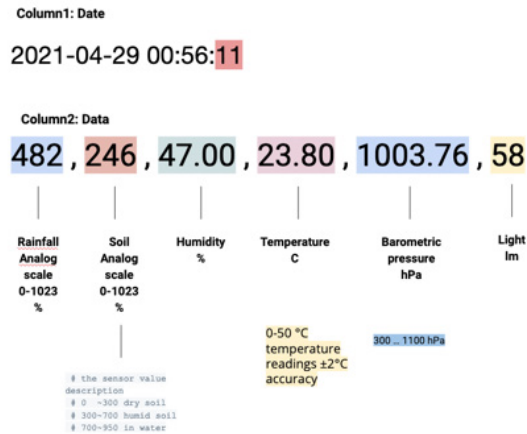 Column1: Date
2021-04-29 00:56:11
Column2: Data
482 , 246 , 47.00 , 23.80 , 1003.76 , 58
Rainfall
Analog
scale
0-1023
%
Soil
Analog
scale
0-1023
%
Humidity
%
Temperature
C
Barometric
pressure
hPa
Light
lm
# the sensor value
description
# 0 ~300 dry soil
# 300~700 humid soil
# 700~950 in water
0-50 °C
temperature
readings ±2°C
accuracy
300 ... 1100 hPa